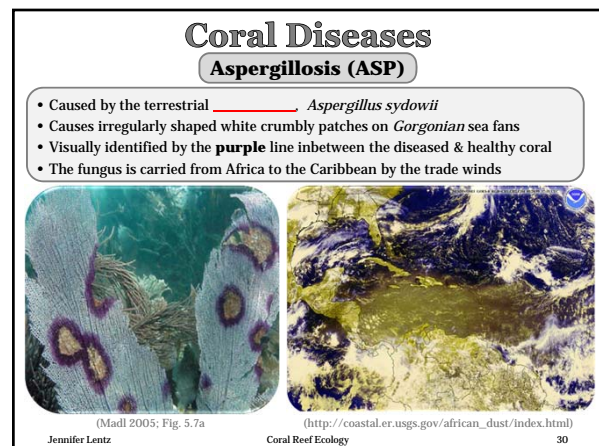 Coral Diseases
Aspergillosis (ASP)
• Caused by the terrestrial __________, Aspergillus sydowii
• Causes irregularly shaped white crumbly patches on Gorgonian sea fans
• Visually identified by the purple line inbetween the diseased & healthy coral
• The fungus is carried from Africa to the Caribbean by the trade winds
(Madl 2005; Fig. 5.7a
(http://coastal.er.usgs.gov/african_dust/index.html)
Jennifer Lentz
Coral Reef Ecology
30